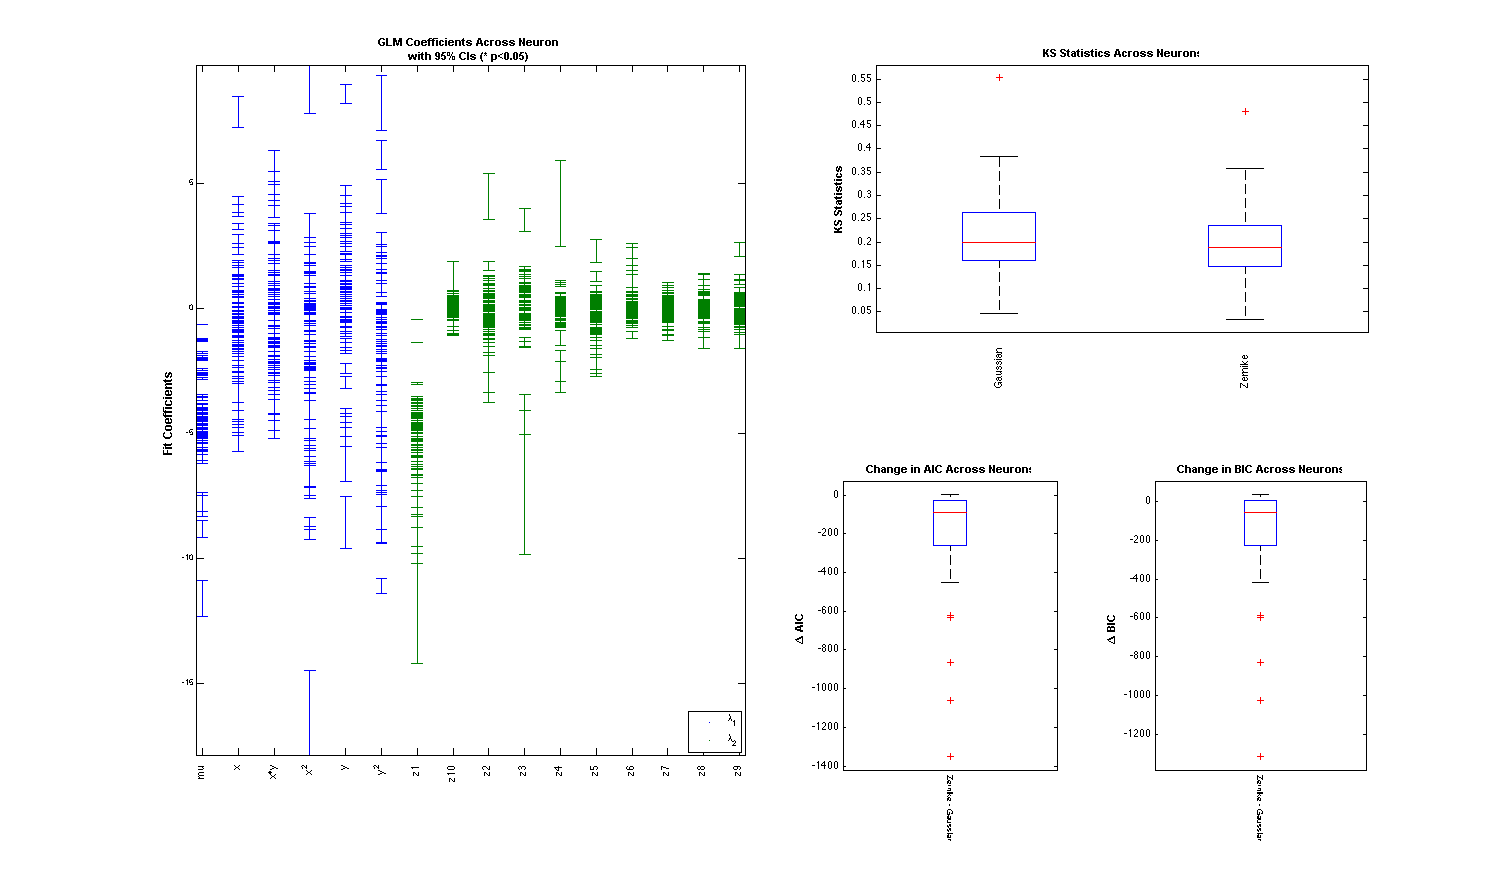 GLM Coefficients Across Neuron
with 95% CIs (* p<0.05)
Fit Coefficients
5
0
-5
-10
-15
mu
x
x*y
x²
y
y²
z1
z10
z2
z3
z4
z5
z6
z7
z8
z9
λ₁
λ₂
KS Statistics Across Neurons
KS Statistics
0.55
0.5
0.45
0.4
0.35
0.3
0.25
0.2
0.15
0.1
0.05
Gaussian
Zernike
Change in AIC Across Neurons
Δ AIC
0
-200
-400
-600
-800
-1000
-1200
-1400
Zernike - Gaussian
Change in BIC Across Neurons
Δ BIC
0
-200
-400
-600
-800
-1000
-1200
Zernike - Gaussian